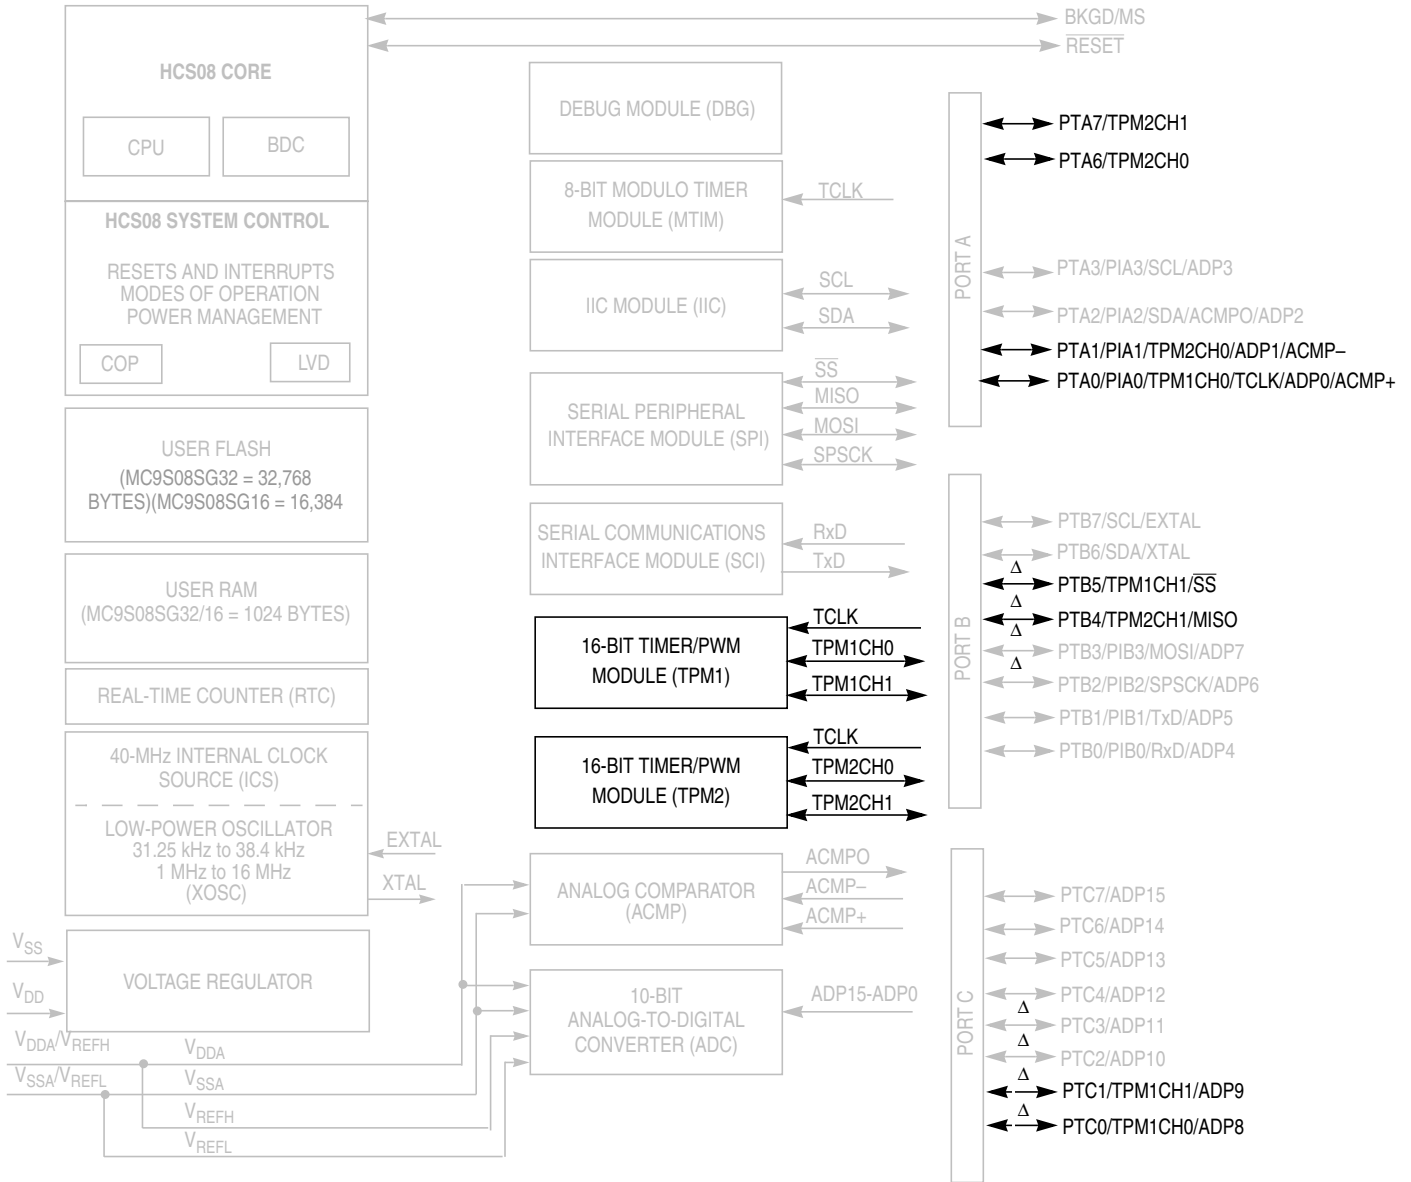 BKGD/MS
RESET
HCS08 CORE
CPU
BDC
HCS08 SYSTEM CONTROL
RESETS AND INTERRUPTS
MODES OF OPERATION
POWER MANAGEMENT
COP
LVD
USER FLASH
(MC9S08SG32 = 32,768
BYTES)(MC9S08SG16 = 16,384
USER RAM
(MC9S08SG32/16 = 1024 BYTES)
REAL-TIME COUNTER (RTC)
40-MHz INTERNAL CLOCK
SOURCE (ICS)
LOW-POWER OSCILLATOR
31.25 kHz to 38.4 kHz
1 MHz to 16 MHz
(XOSC)
EXTAL
XTAL
VSS
VDD
VOLTAGE REGULATOR
VDDA/VREFH
VSSA/VREFL
VDDA
VSSA
VREFH
VREFL
DEBUG MODULE (DBG)
8-BIT MODULO TIMER
MODULE (MTIM)
TCLK
IIC MODULE (IIC)
SCL
SDA
SERIAL PERIPHERAL
INTERFACE MODULE (SPI)
SS
MISO
MOSI
SPSCK
SERIAL COMMUNICATIONS
INTERFACE MODULE (SCI)
RxD
TxD
16-BIT TIMER/PWM
MODULE (TPM1)
TCLK
TPM1CH0
TPM1CH1
16-BIT TIMER/PWM
MODULE (TPM2)
TCLK
TPM2CH0
TPM2CH1
ANALOG COMPARATOR
(ACMP)
ACMPO
ACMP–
ACMP+
10-BIT
ANALOG-TO-DIGITAL
CONVERTER (ADC)
ADP15-ADP0
PORT A
PTA7/TPM2CH1
PTA6/TPM2CH0
PTA3/PIA3/SCL/ADP3
PTA2/PIA2/SDA/ACMPO/ADP2
PTA1/PIA1/TPM2CH0/ADP1/ACMP–
PTA0/PIA0/TPM1CH0/TCLK/ADP0/ACMP+
PORT B
PTB7/SCL/EXTAL
PTB6/SDA/XTAL
Δ
PTB5/TPM1CH1/SS
Δ
PTB4/TPM2CH1/MISO
Δ
PTB3/PIB3/MOSI/ADP7
Δ
PTB2/PIB2/SPSCK/ADP6
PTB1/PIB1/TxD/ADP5
PTB0/PIB0/RxD/ADP4
PORT C
PTC7/ADP15
PTC6/ADP14
PTC5/ADP13
PTC4/ADP12
Δ
PTC3/ADP11
Δ
PTC2/ADP10
Δ
PTC1/TPM1CH1/ADP9
Δ
PTC0/TPM1CH0/ADP8